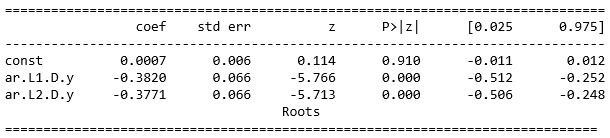 ==============================================================================
                 coef    std err          z      P>|z|      [0.025      0.975]
------------------------------------------------------------------------------
const          0.0007      0.006      0.114      0.910      -0.011       0.012
ar.L1.D.y     -0.3820      0.066     -5.766      0.000      -0.512      -0.252
ar.L2.D.y     -0.3771      0.066     -5.713      0.000      -0.506      -0.248
                                    Roots
==============================================================================